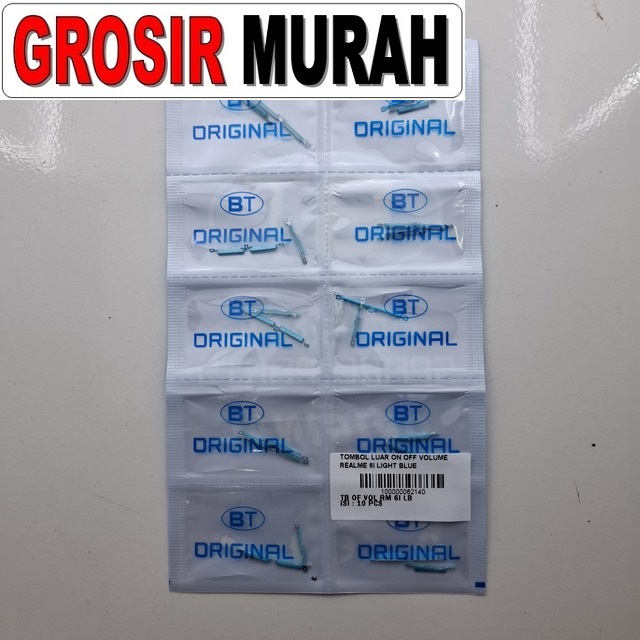 GROSIR MURAH
BT BT
ORIGINAL ORIGINAL
BT BT
ORIGINAL ORIGINAL
BT BT
ORIGINAL ORIGINAL
BT BT
ORIGINAL ORIGINAL
TOMBOL LUAR ON OFF VOLUME
REALME 6I LIGHT BLUE
100000062140
TB OF VOL RM 6I LB
ISI : 10 PCS
BT
ORIGINAL ORIGINAL